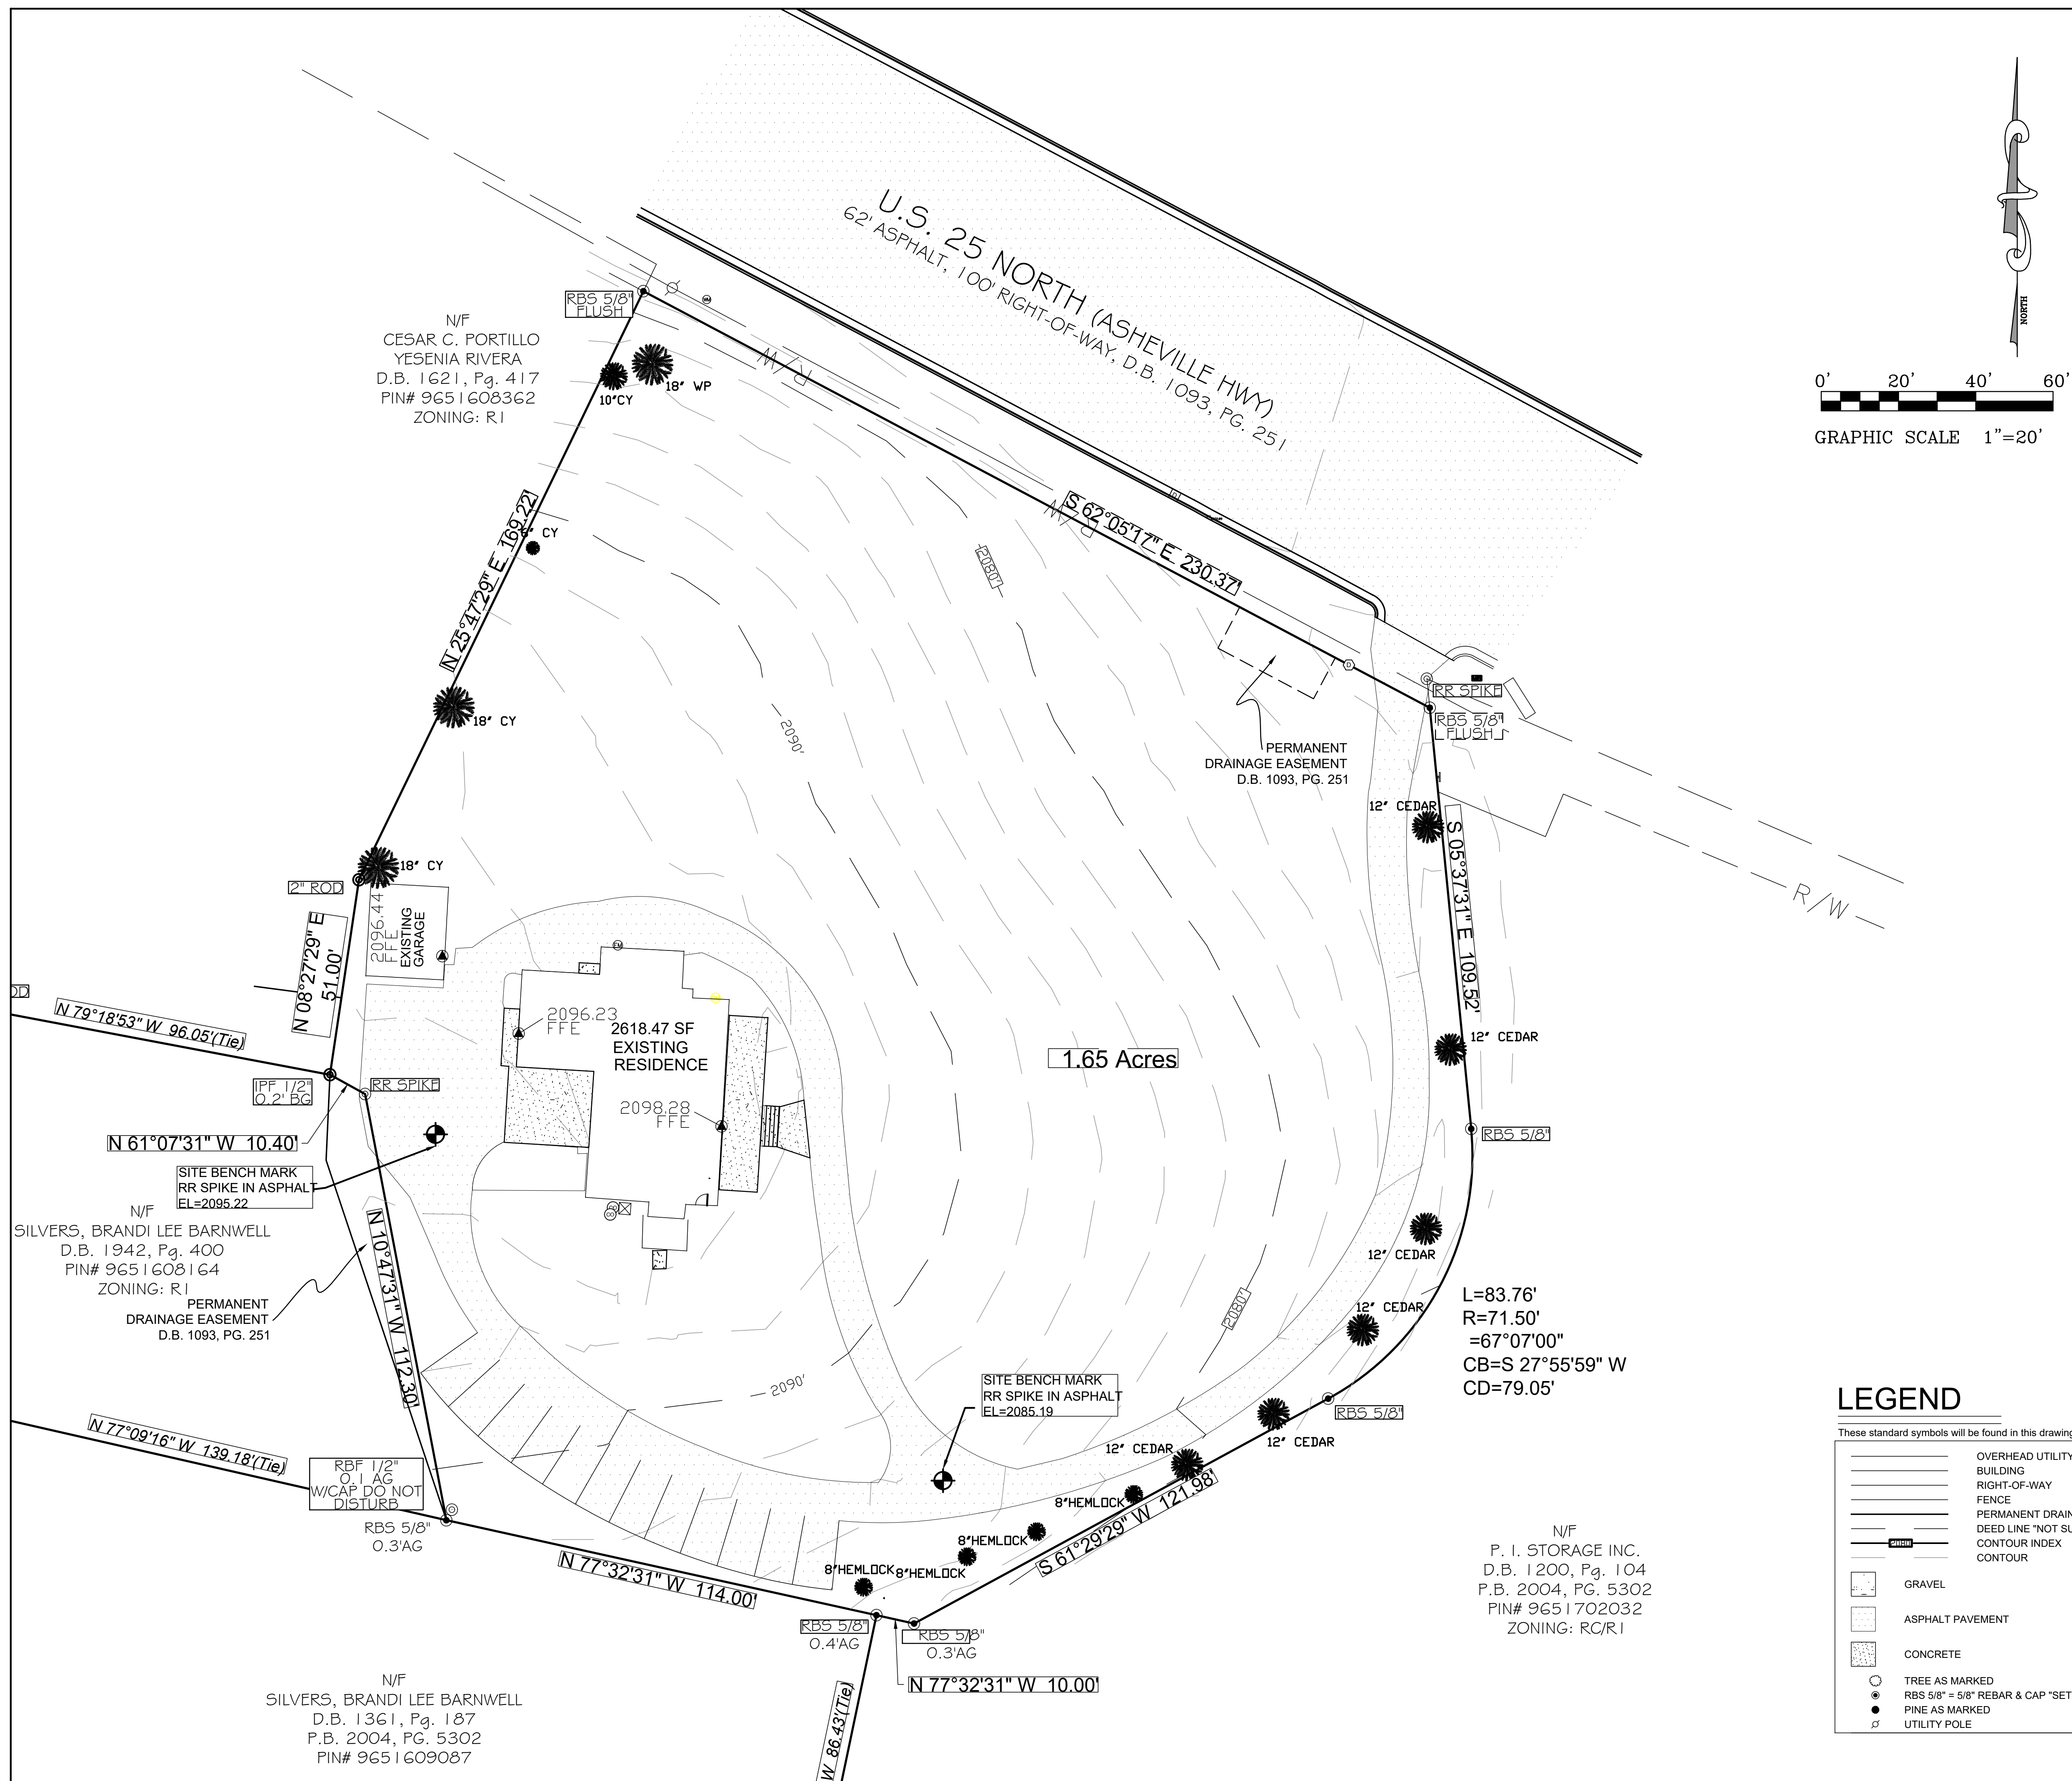 U.S. 25 NORTH (ASHEVILLE HWY)
62' ASPHALT, 100' RIGHT-OF-WAY, D.B. 1093, PG. 251
NORTH
0' 20' 40' 60'
GRAPHIC SCALE 1"=20'
RBS 5/8"
FLUSH
N/F
CESAR C. PORTILLO
YESENIA RIVERA
D.B. 1621, Pg. 417
PIN# 9651608362
ZONING: R1
18" WP
10"CY
R/W
R/W
S 62°05'17" E 230.37'
N 25°47'29" E 169.22'
6" CY
2080'
18" CY
2090'
RR SPIKE
RBS 5/8"
FLUSH
PERMANENT
DRAINAGE EASEMENT
D.B. 1093, PG. 251
12" CEDAR
S 05°37'31" E 109.52'
R/W
18" CY
2" ROD
2096.44
FFE
EXISTING
GARAGE
N 08°27'29" E
51.00'
OD
N 79°18'53" W 96.05'(Tie)
2096.23
FFE
2618.47 SF
EXISTING
RESIDENCE
2098.28
FFE
1.65 Acres
12" CEDAR
IPF 1/2"
0.2' BG
RR SPIKE
N 61°07'31" W 10.40'
RBS 5/8"
SITE BENCH MARK
RR SPIKE IN ASPHALT
EL=2095.22
N/F
SILVERS, BRANDI LEE BARNWELL
D.B. 1942, Pg. 400
PIN# 9651608164
ZONING: R1
PERMANENT
DRAINAGE EASEMENT
D.B. 1093, PG. 251
N 10°47'31" W 112.30'
12" CEDAR
12" CEDAR
2080'
L=83.76'
R=71.50'
=67°07'00"
CB=S 27°55'59" W
CD=79.05'
2090'
SITE BENCH MARK
RR SPIKE IN ASPHALT
EL=2085.19
RBS 5/8"
12" CEDAR
12" CEDAR
N 77°09'16" W 139.18'(Tie)
RBF 1/2"
0.1 AG
W/CAP DO NOT
DISTURB
RBS 5/8"
0.3'AG
8"HEMLOCK
8"HEMLOCK
8"HEMLOCK
8"HEMLOCK
S 61°29'29" W 121.98'
N 77°32'31" W 114.00'
RBS 5/8"
0.4'AG
RBS 5/8"
0.3'AG
N 77°32'31" W 10.00'
W 86.43'(Tie)
N/F
SILVERS, BRANDI LEE BARNWELL
D.B. 1361, Pg. 187
P.B. 2004, PG. 5302
PIN# 9651609087
N/F
P. I. STORAGE INC.
D.B. 1200, Pg. 104
P.B. 2004, PG. 5302
PIN# 9651702032
ZONING: RC/R1
LEGEND
These standard symbols will be found in this drawing
OVERHEAD UTILITY
BUILDING
RIGHT-OF-WAY
FENCE
PERMANENT DRAIN
DEED LINE "NOT SU
CONTOUR INDEX
CONTOUR
GRAVEL
ASPHALT PAVEMENT
CONCRETE
TREE AS MARKED
RBS 5/8" = 5/8" REBAR & CAP "SET
PINE AS MARKED
UTILITY POLE